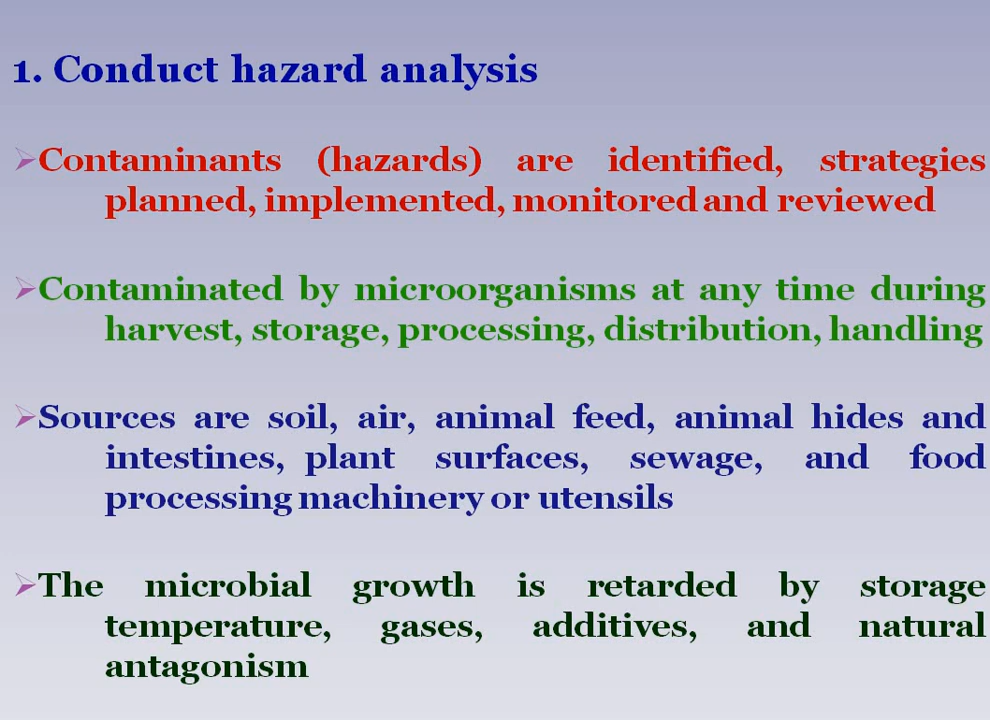 1. Conduct hazard analysis
➢Contaminants (hazards) are identified, strategies
planned, implemented, monitored and reviewed
➢Contaminated by microorganisms at any time during
harvest, storage, processing, distribution, handling
➢Sources are soil, air, animal feed, animal hides and
intestines, plant surfaces, sewage, and food
processing machinery or utensils
➢The microbial growth is retarded by storage
temperature, gases, additives, and natural
antagonism